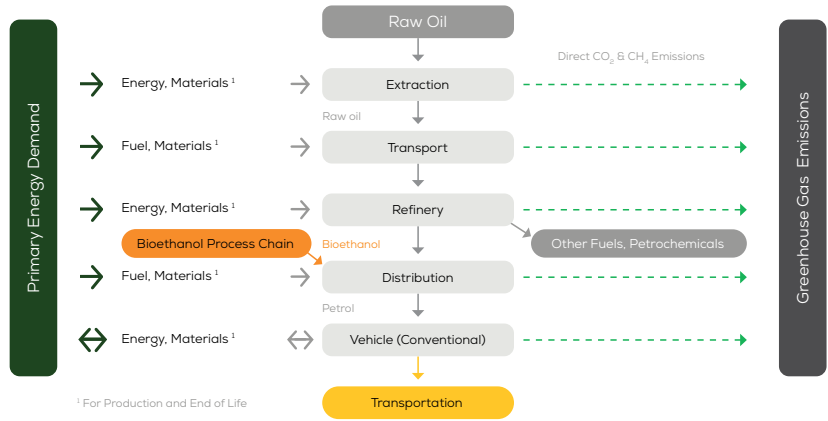 Raw Oil
Direct CO₂ & CH₄ Emissions
Energy, Materials ¹
Extraction
Raw oil
Fuel, Materials ¹
Transport
Energy, Materials ¹
Refinery
Bioethanol Process Chain
Bioethanol
Other Fuels, Petrochemicals
Fuel, Materials ¹
Distribution
Petrol
Energy, Materials ¹
Vehicle (Conventional)
Transportation
¹ For Production and End of Life
Primary Energy Demand
Greenhouse Gas Emissions